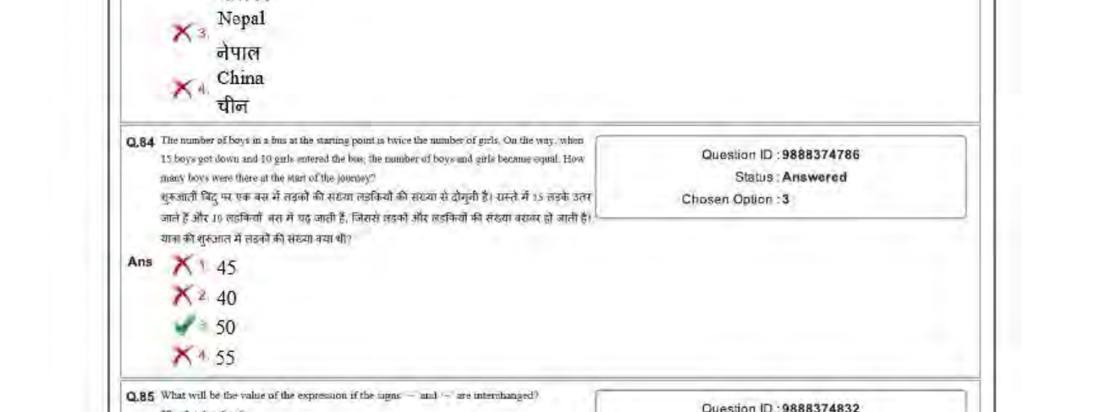 Nepal
3.
नेपाल
China
4.
चीन
Q.84 The number of boys in a bus at the starting point is twice the number of girls. On the way, when
15 boys got down and 10 girls entered the bus, the number of boys and girls became equal. How
many boys were there at the start of the journey?
शुरुआती बिंदु पर एक बस में लड़कों की संख्या लड़कियों की संख्या से दोगुनी है। रास्ते में 15 लड़के उतर
जाते हैं और 10 लड़कियाँ बस में चढ़ जाती हैं, जिससे लड़कों और लड़कियों की संख्या बराबर हो जाती है।
यात्रा की शुरुआत में लड़कों की संख्या क्या थी?
Question ID : 9888374786
Status : Answered
Chosen Option : 3
Ans 1. 45
2. 40
3. 50
4. 55
Q.85 What will be the value of the expression if the signs and are interchanged?
Question ID : 9888374832